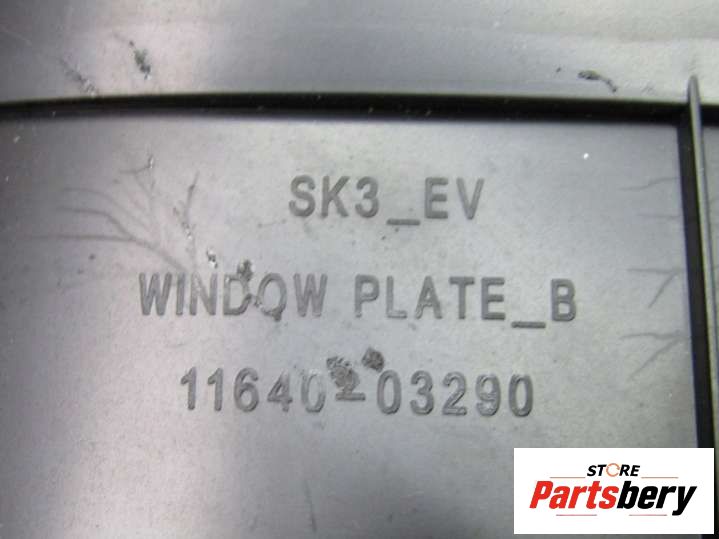 SK3_EV
WINDOW PLATE_B
11640-03290
STORE
Partsbery